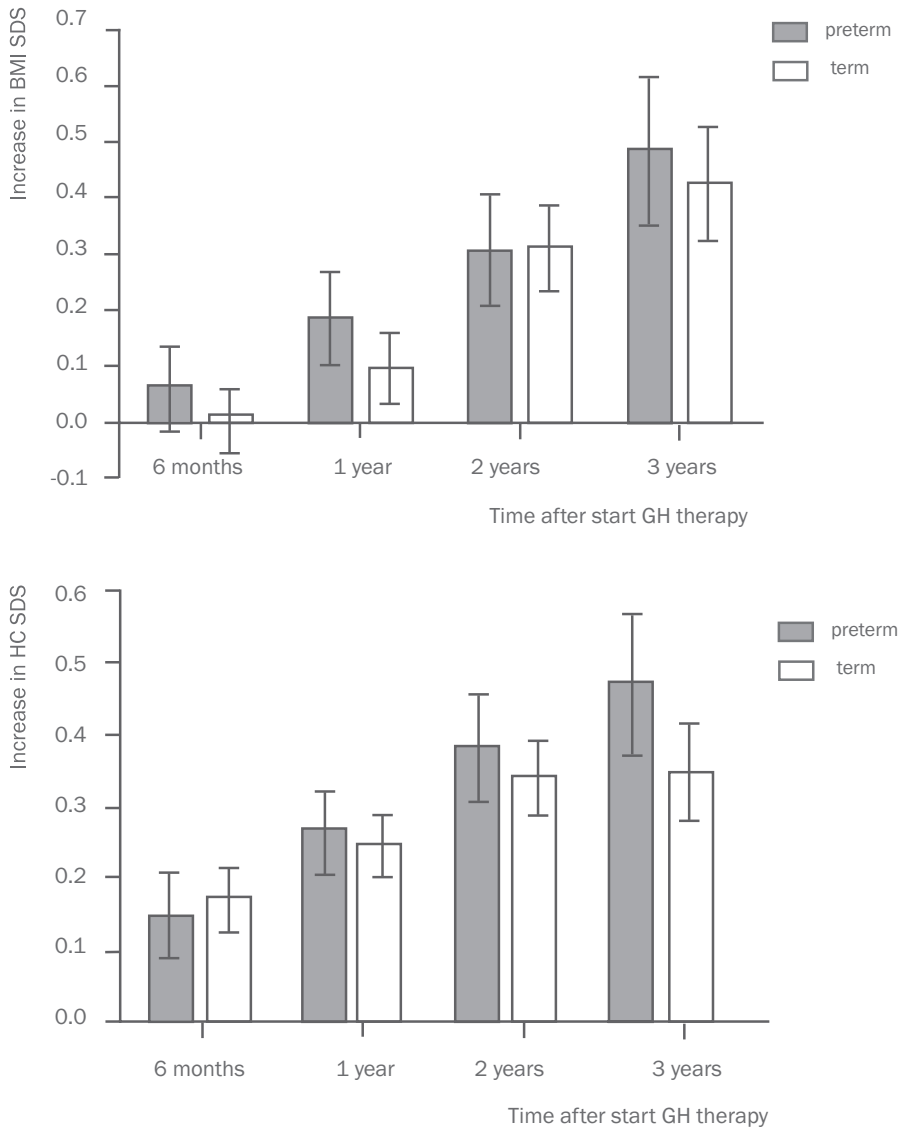 Increase in BMI SDS
0.7
0.6
0.5
0.4
0.3
0.2
0.1
0.0
-0.1
preterm
term
6 months
1 year
2 years
3 years
Time after start GH therapy
Increase in HC SDS
0.6
0.5
0.4
0.3
0.2
0.1
0.0
preterm
term
6 months
1 year
2 years
3 years
Time after start GH therapy